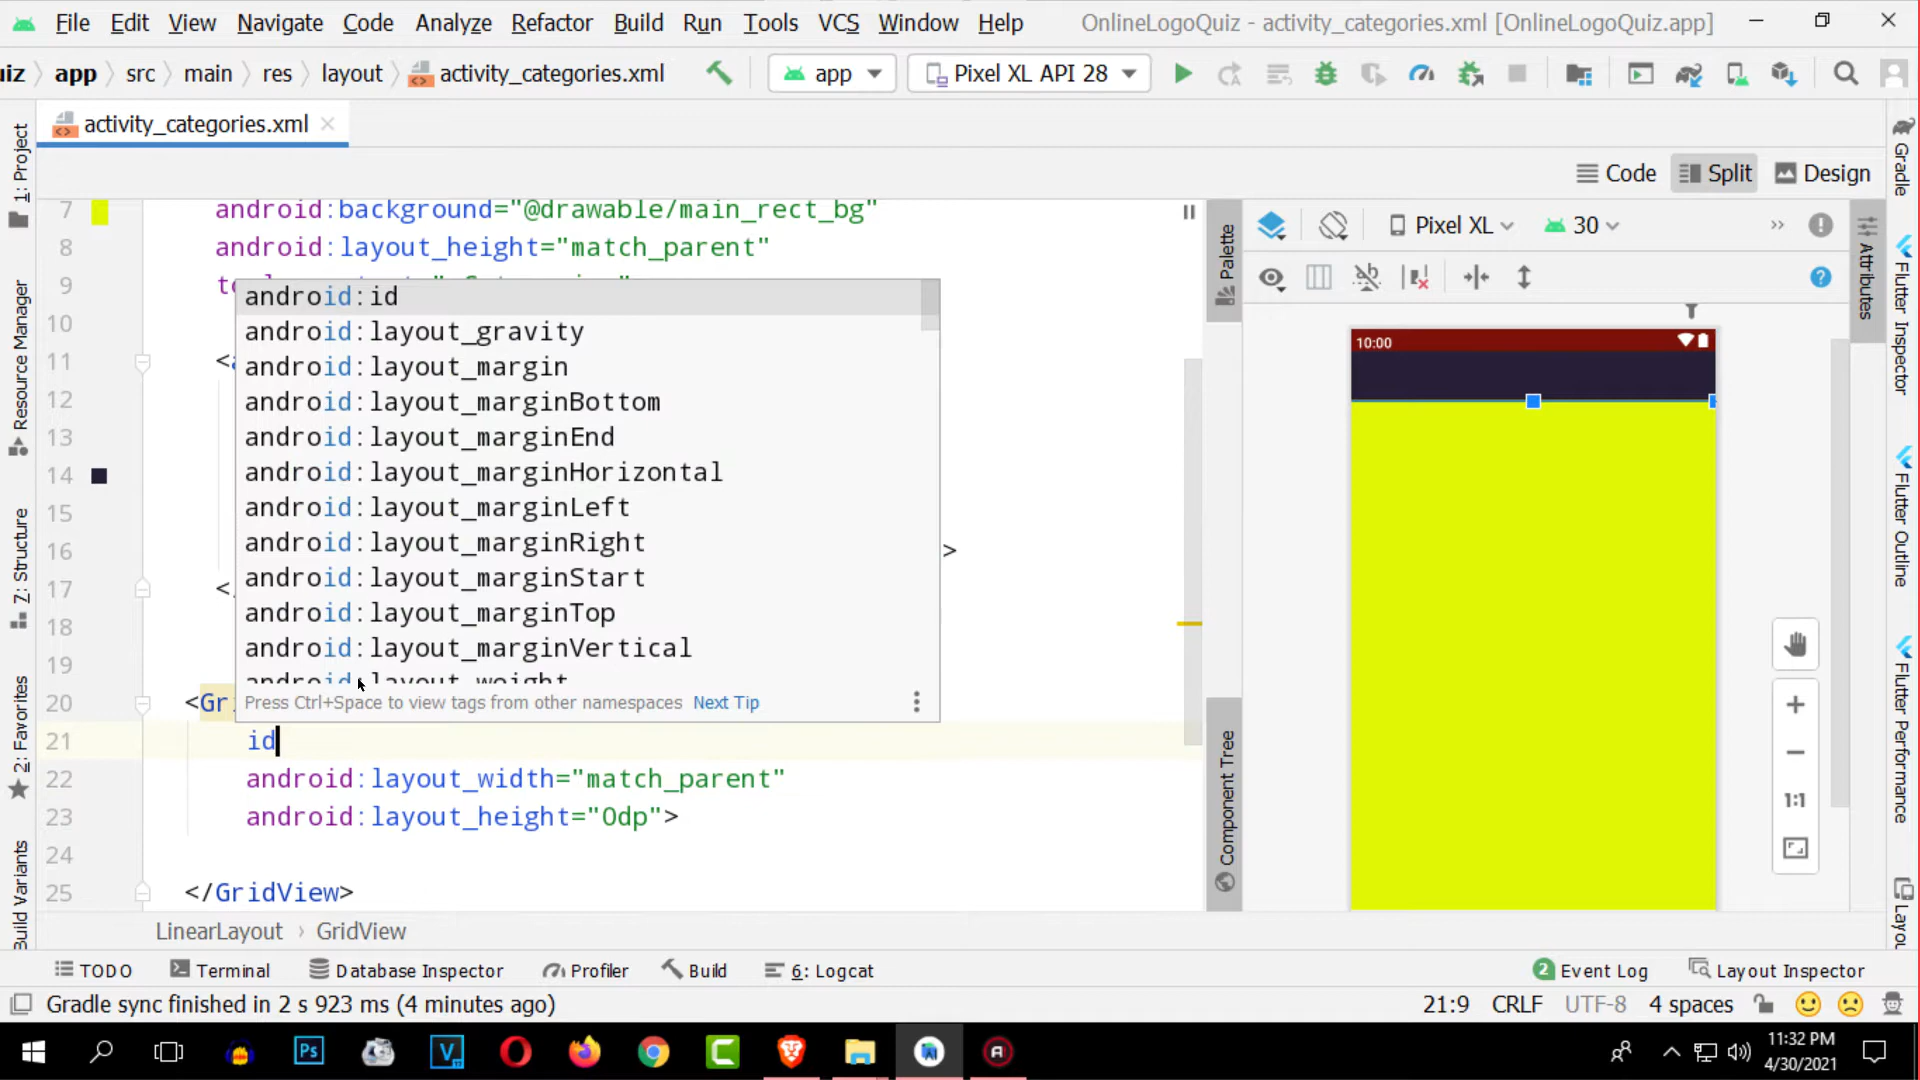 File Edit View Navigate Code Analyze Refactor Build Run Tools VCS Window Help OnlineLogoQuiz - activity_categories.xml [OnlineLogoQuiz.app]
iz app src main res layout activity_categories.xml app Pixel XL API 28
activity_categories.xml
Code Split Design
7 android:background="@drawable/main_rect_bg"
8 android:layout_height="match_parent"
9
android:id
10
android:layout_gravity
11
android:layout_margin
12
android:layout_marginBottom
13
android:layout_marginEnd
14
android:layout_marginHorizontal
15
android:layout_marginLeft
16 >
android:layout_marginRight
17 </
android:layout_marginStart
18
android:layout_marginTop
19
android:layout_marginVertical
android:layout_weight
Press Ctrl+Space to view tags from other namespaces Next Tip
20 <Gri
21 id
22 android:layout_width="match_parent"
23 android:layout_height="0dp">
24
25 </GridView>
LinearLayout › GridView
1: Project
Resource Manager
7: Structure
2: Favorites
Build Variants
Palette
Component Tree
Pixel XL 30
10:00
1:1
Attributes
Gradle
Flutter Inspector
Flutter Outline
Flutter Performance
TODO Terminal Database Inspector Profiler Build 6: Logcat 2 Event Log Layout Inspector
Gradle sync finished in 2 s 923 ms (4 minutes ago) 21:9 CRLF UTF-8 4 spaces
Ps V
11:32 PM
4/30/2021